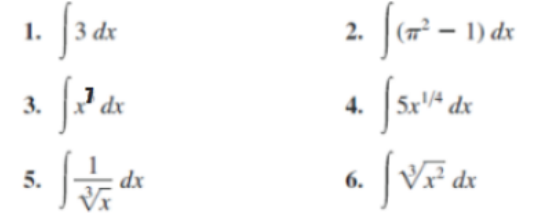 1. ∫ 3 dx
2. ∫ (π² − 1) dx
3. ∫ x⁷ dx
4. ∫ 5x^{1/4} dx
5. ∫ 1/∛x dx
6. ∫ ∛x² dx